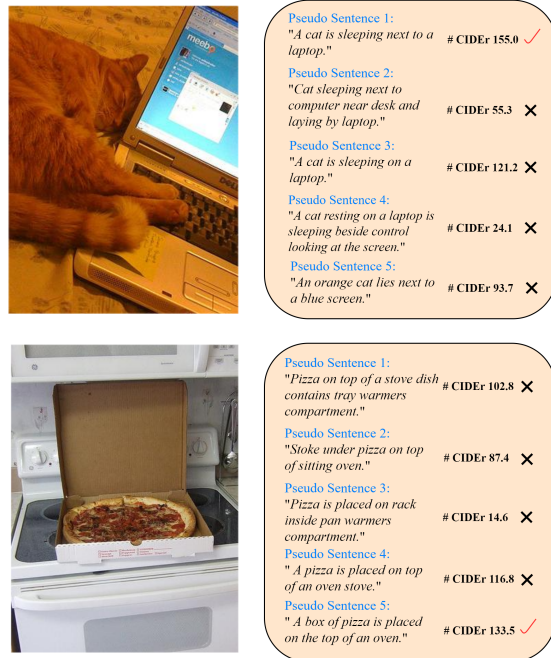 meebo
DELL
Pseudo Sentence 1:
"A cat is sleeping next to a
laptop."
# CIDEr 155.0
Pseudo Sentence 2:
"Cat sleeping next to
computer near desk and
laying by laptop."
# CIDEr 55.3
Pseudo Sentence 3:
"A cat is sleeping on a
laptop."
# CIDEr 121.2
Pseudo Sentence 4:
"A cat resting on a laptop is
sleeping beside control
looking at the screen."
# CIDEr 24.1
Pseudo Sentence 5:
"An orange cat lies next to
a blue screen."
# CIDEr 93.7
Pseudo Sentence 1:
"Pizza on top of a stove dish
contains tray warmers
compartment."
# CIDEr 102.8
Pseudo Sentence 2:
"Stoke under pizza on top
of sitting oven."
# CIDEr 87.4
Pseudo Sentence 3:
"Pizza is placed on rack
inside pan warmers
compartment."
# CIDEr 14.6
Pseudo Sentence 4:
" A pizza is placed on top
of an oven stove."
# CIDEr 116.8
Pseudo Sentence 5:
" A box of pizza is placed
on the top of an oven."
# CIDEr 133.5